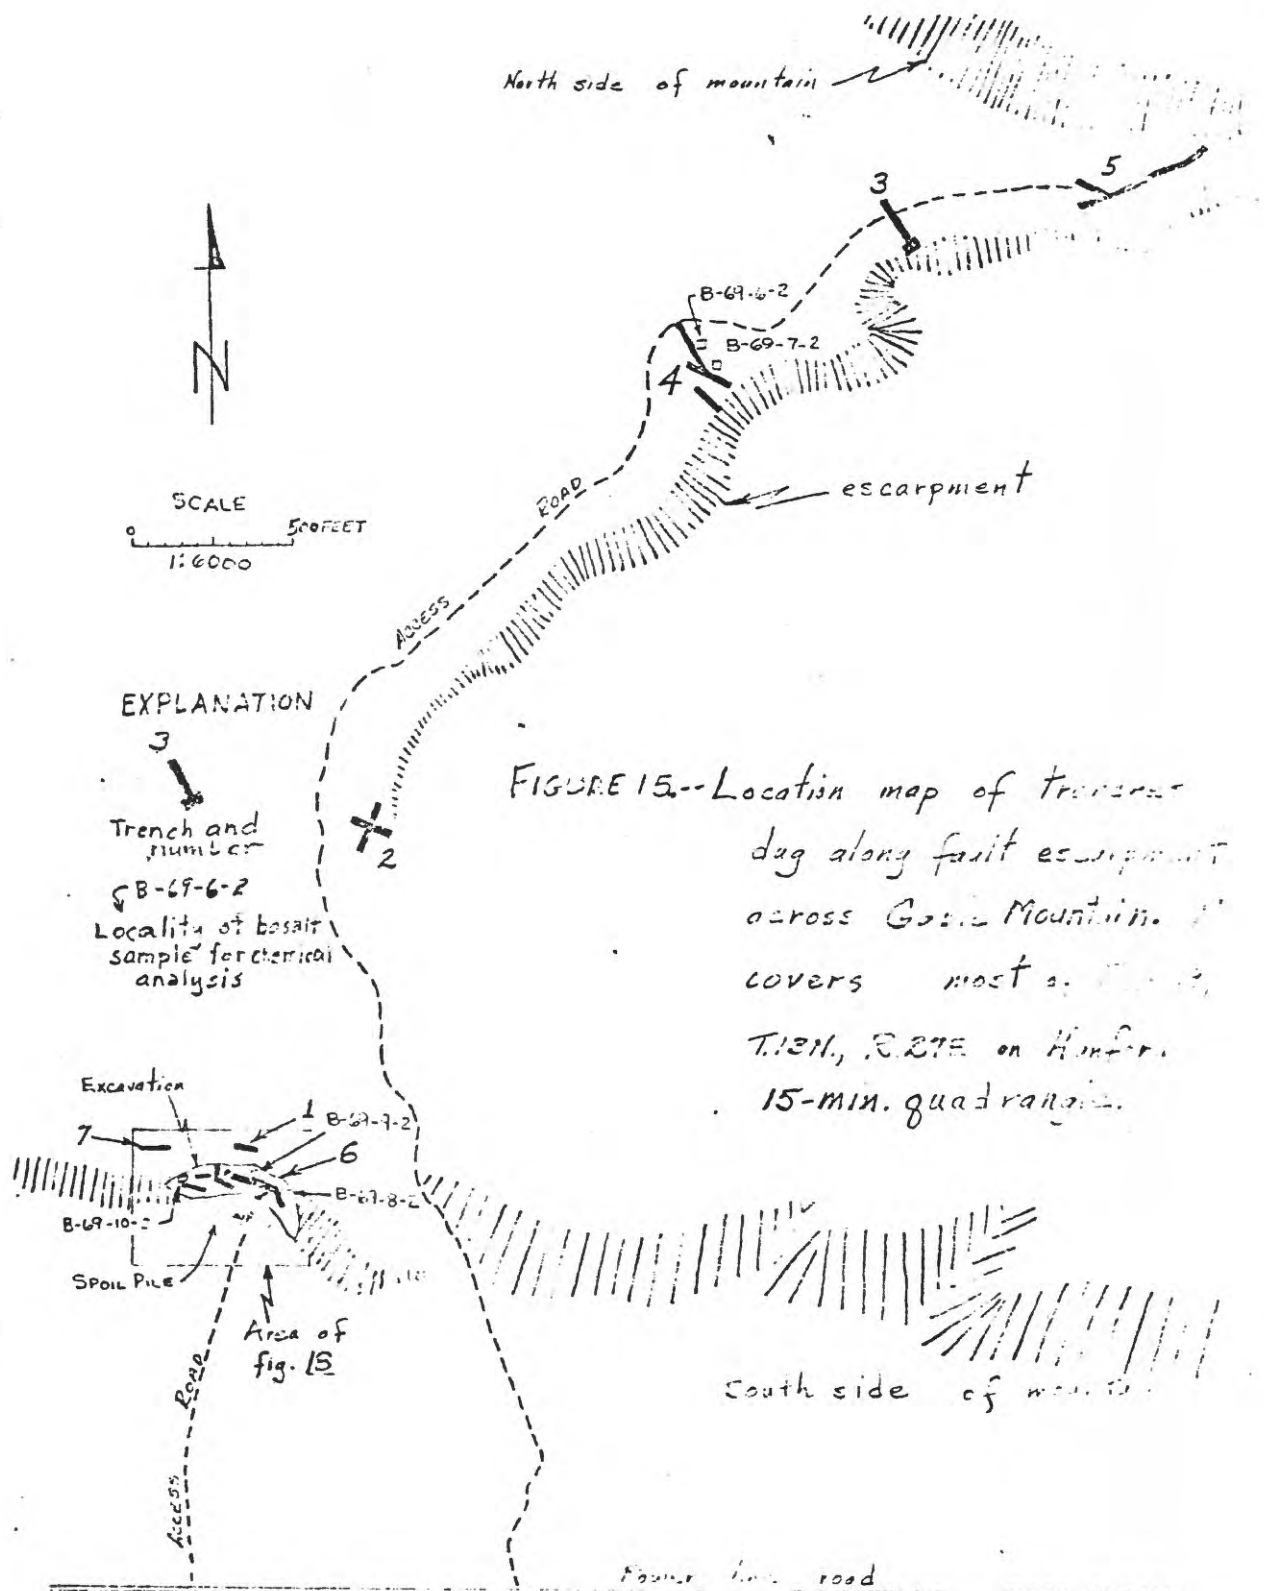 North side of mountain
3
5
B-69-6-2
B-69-7-2
4
N
SCALE
0 500 FEET
1:6000
escarpment
ROAD
ACCESS
EXPLANATION
3
Trench and
number
B-69-6-2
Locality of basalt
sample for chemical
analysis
2
FIGURE 15.--Location map of
dug along fault escarpment
across Mountain.
covers most
T.13N., R.27E on
15-min. quadrangle.
Excavation
7
1
B-69-9-2
6
B-69-8-2
B-69-10-2
SPOIL PILE
Area of
fig. 15
ROAD
ACCESS
South side of
Power line road